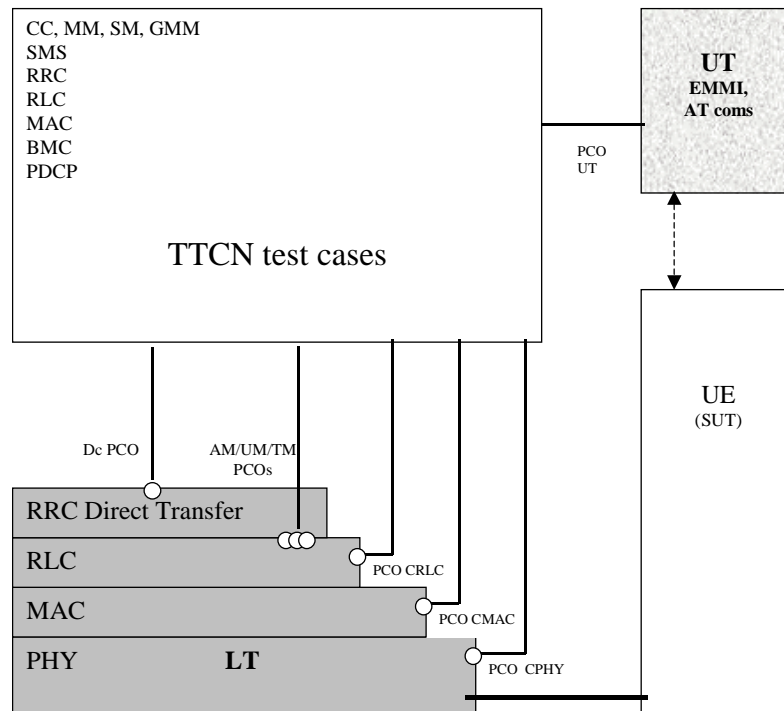 CC, MM, SM, GMM
SMS
RRC
RLC
MAC
BMC
PDCP
TTCN test cases
UT
EMMI,
AT coms
PCO
UT
UE
(SUT)
Dc PCO
AM/UM/TM
PCOs
RRC Direct Transfer
RLC
PCO CRLC
MAC
PCO CMAC
PHY LT
PCO CPHY